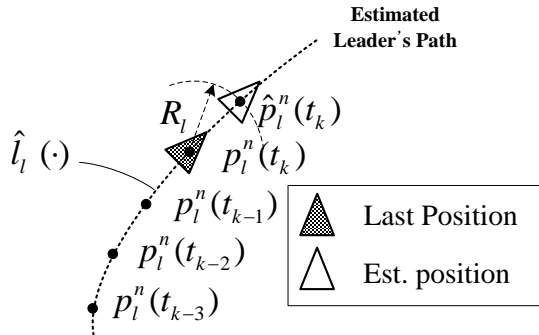 Estimated
Leader's Path
$\hat{p}_l^n(t_k)$
$R_l$
$p_l^n(t_k)$
$\hat{l}_l(\cdot)$
$p_l^n(t_{k-1})$
$p_l^n(t_{k-2})$
$p_l^n(t_{k-3})$
Last Position
Est. position